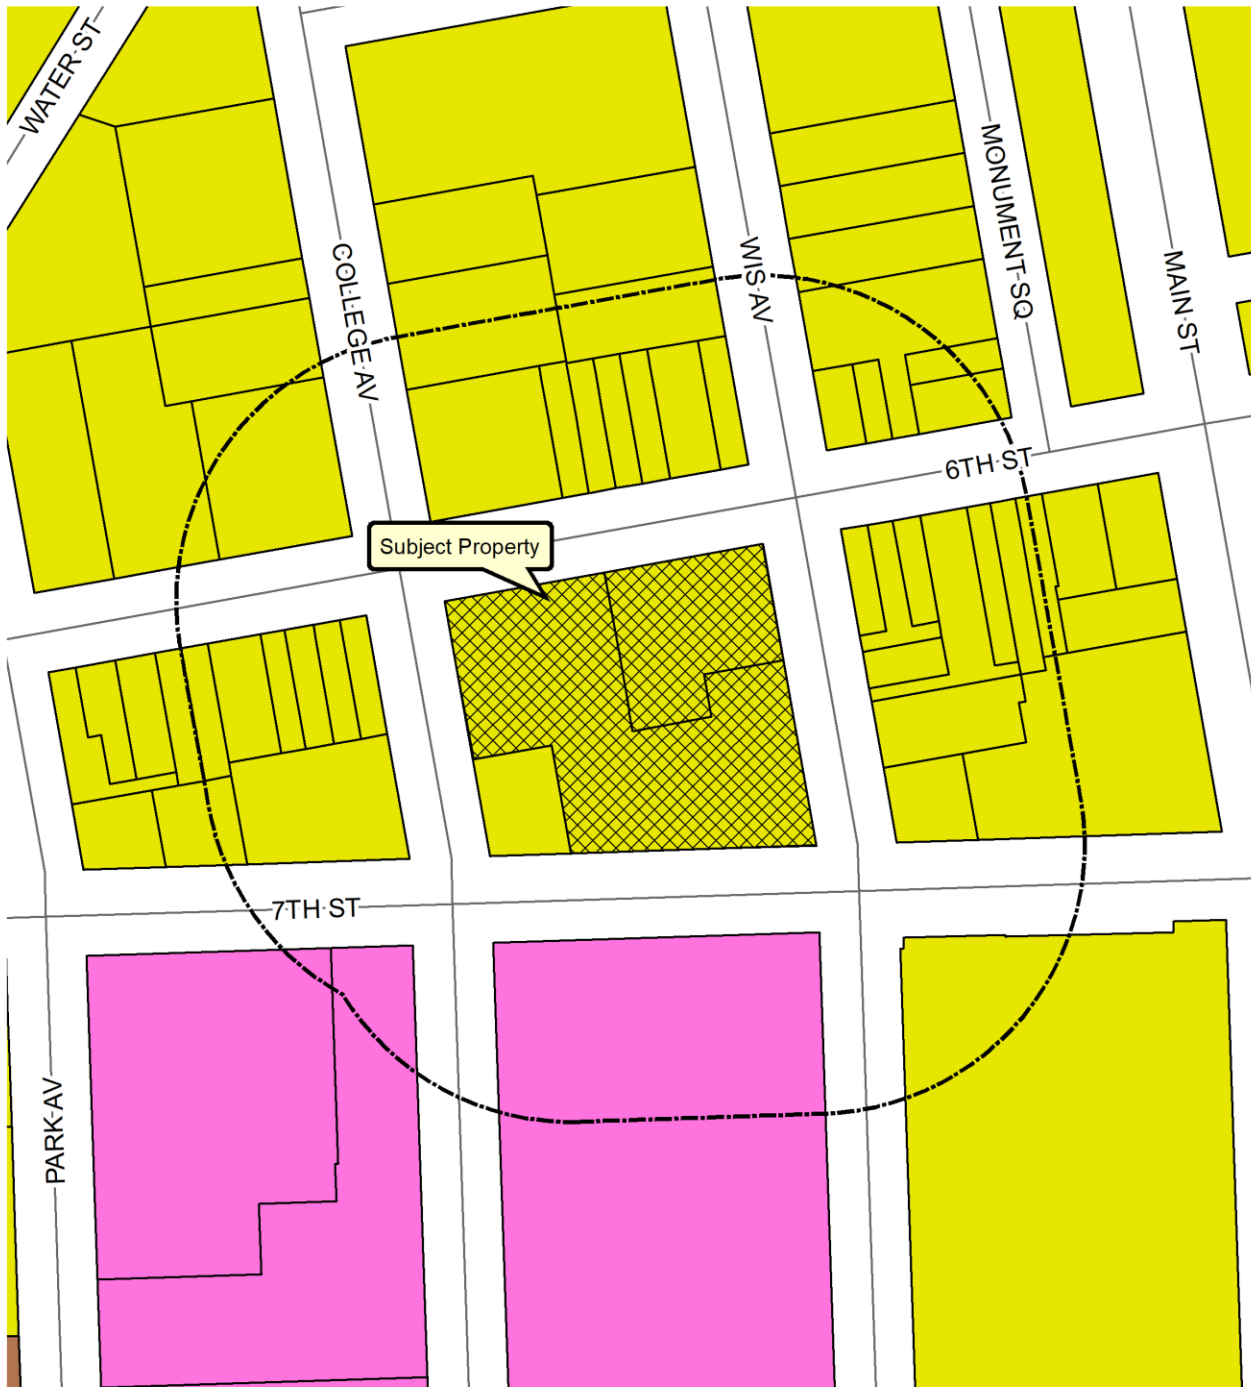 WATER ST
MONUMENT SQ
COLLEGE AV
WIS AV
MAIN ST
6TH ST
Subject Property
7TH ST
PARK AV